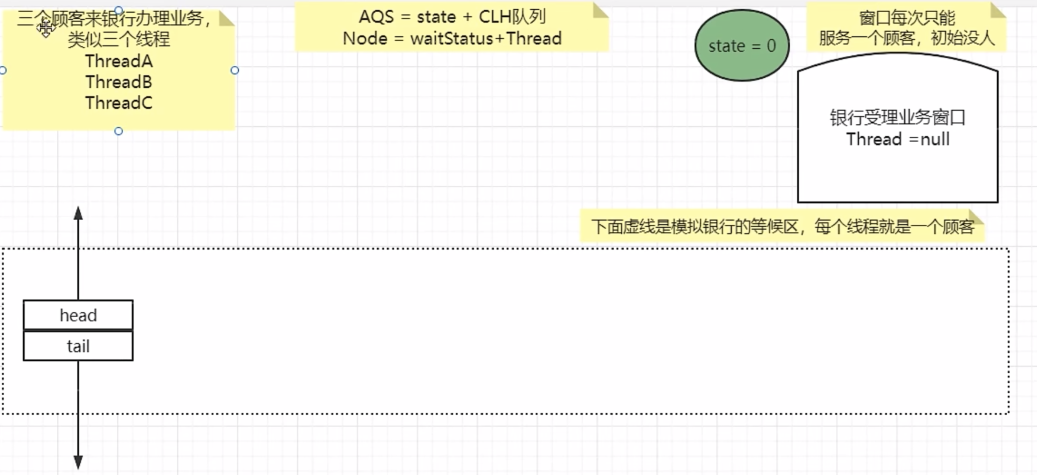 三个顾客来银行办理业务，
类似三个线程
ThreadA
ThreadB
ThreadC
AQS = state + CLH队列
Node = waitStatus+Thread
state = 0
窗口每次只能
服务一个顾客，初始没人
银行受理业务窗口
Thread =null
下面虚线是模拟银行的等候区，每个线程就是一个顾客
head
tail